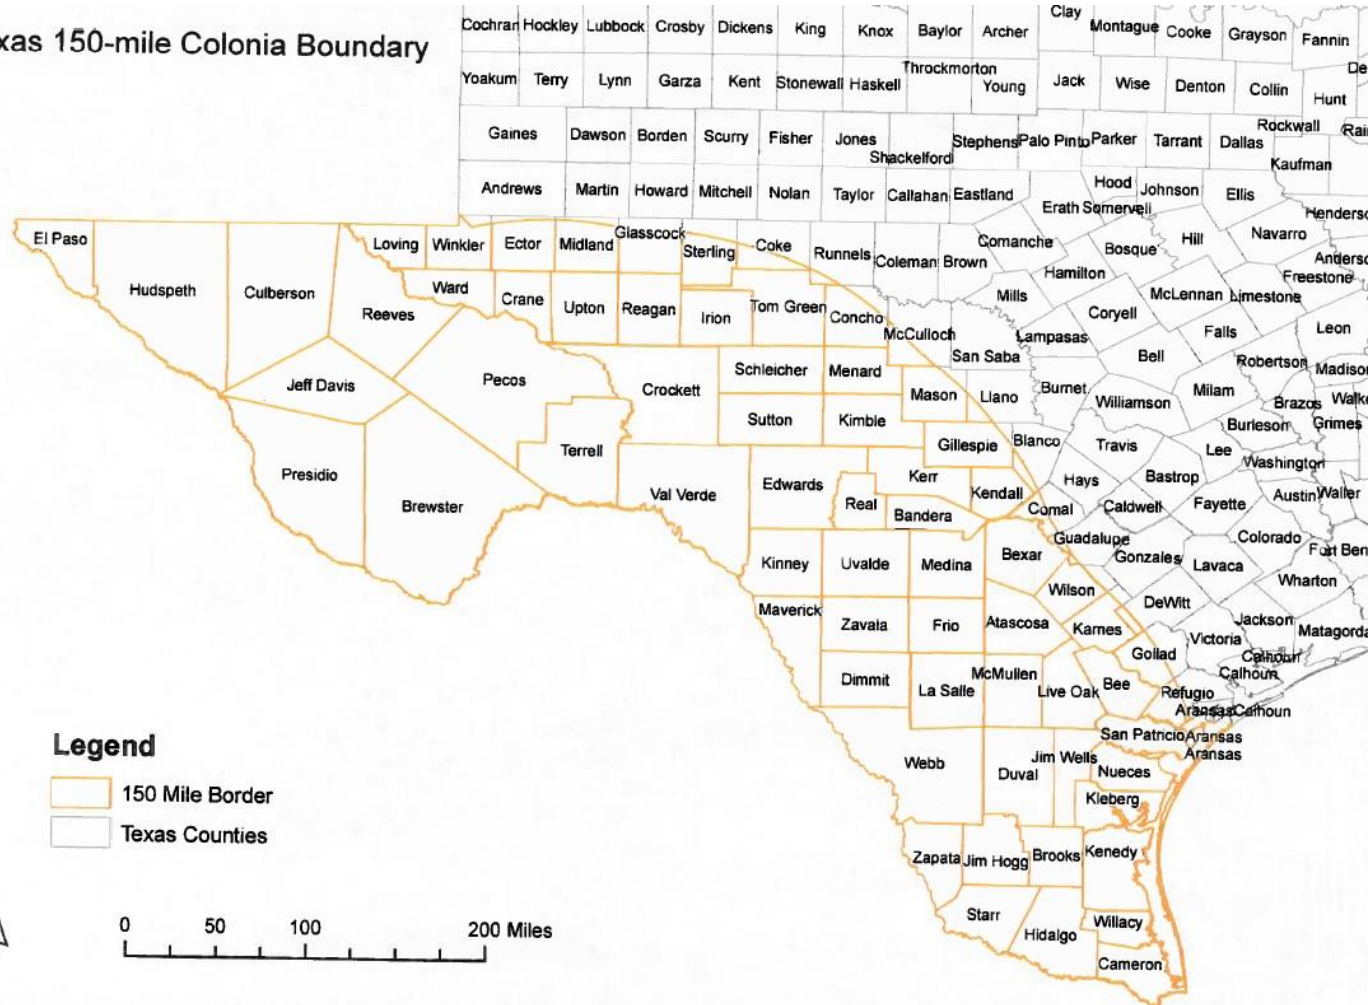 xas 150-mile Colonia Boundary
Cochran Hockley Lubbock Crosby Dickens King Knox Baylor Archer Clay Montague Cooke Grayson Fannin
Yoakum Terry Lynn Garza Kent Stonewall Haskell Throckmorton Young Jack Wise Denton Collin Hunt De
Gaines Dawson Borden Scurry Fisher Jones Shackelford Stephens Palo Pinto Parker Tarrant Dallas Rockwall Rai
Kaufman
Andrews Martin Howard Mitchell Nolan Taylor Callahan Eastland Hood Johnson Ellis
Erath Somervell Henderso
El Paso Loving Winkler Ector Midland Glasscock Sterling Coke Runnels Coleman Brown Comanche Bosque Hill Navarro
Anderso
Hudspeth Culberson Reeves Ward Crane Upton Reagan Irion Tom Green Concho McCulloch Mills Hamilton Coryell McLennan Limestone Freestone
San Saba Lampasas Bell Falls Leon
Robertson Madison
Jeff Davis Pecos Crockett Schleicher Menard Mason Llano Burnet Williamson Milam Brazos Walke
Sutton Kimble Burleson Grimes
Presidio Brewster Terrell Val Verde Edwards Real Kerr Gillespie Blanco Travis Lee Washington
Bandera Kendall Hays Bastrop Austin Waller
Comal Caldwell Fayette
Kinney Uvalde Medina Bexar Guadalupe Gonzales Lavaca Colorado Fort Ben
Wilson Wharton
Maverick Zavala Frio Atascosa Karnes DeWitt Victoria Jackson Matagorda
Goliad Calhoun
Calhoun
Dimmit La Salle McMullen Live Oak Bee Refugio
Aransas Calhoun
San Patricio Aransas
Aransas
Webb Duval Jim Wells Nueces
Kleberg
Zapata Jim Hogg Brooks Kenedy
Starr Hidalgo Willacy
Cameron
Legend
150 Mile Border
Texas Counties
0 50 100 200 Miles